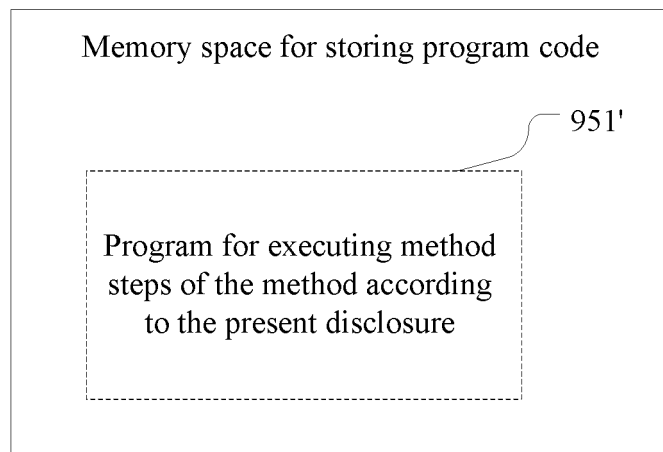 Memory space for storing program code
951'
Program for executing method
steps of the method according
to the present disclosure